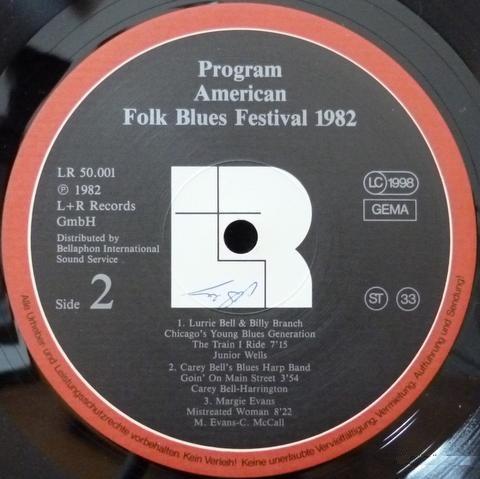 Program
American
Folk Blues Festival 1982
LR 50.001
℗ 1982
L+R Records
GmbH
Distributed by
Bellaphon International
Sound Service
LC 1998
GEMA
Side 2
ST 33
1. Lurrie Bell & Billy Branch
Chicago's Young Blues Generation
The Train I Ride 7'15
Junior Wells
2. Carey Bell's Blues Harp Band
Goin' On Main Street 3'54
Carey Bell-Harrington
3. Margie Evans
Mistreated Woman 8'22
M. Evans-C. McCall
Alle Urheber und Leistungsschutzrechte vorbehalten. Kein Verleih! Keine unerlaubte Vervielfältigung, Vermietung, Aufführung und Sendung!